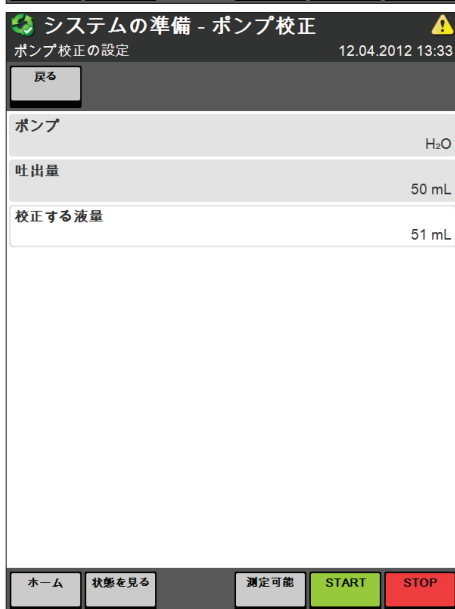 システムの準備 - ポンプ校正
ポンプ校正の設定 12.04.2012 13:33
戻る
ポンプ
H₂O
吐出量
50 mL
校正する液量
51 mL
ホーム 状態を見る 測定可能 START STOP